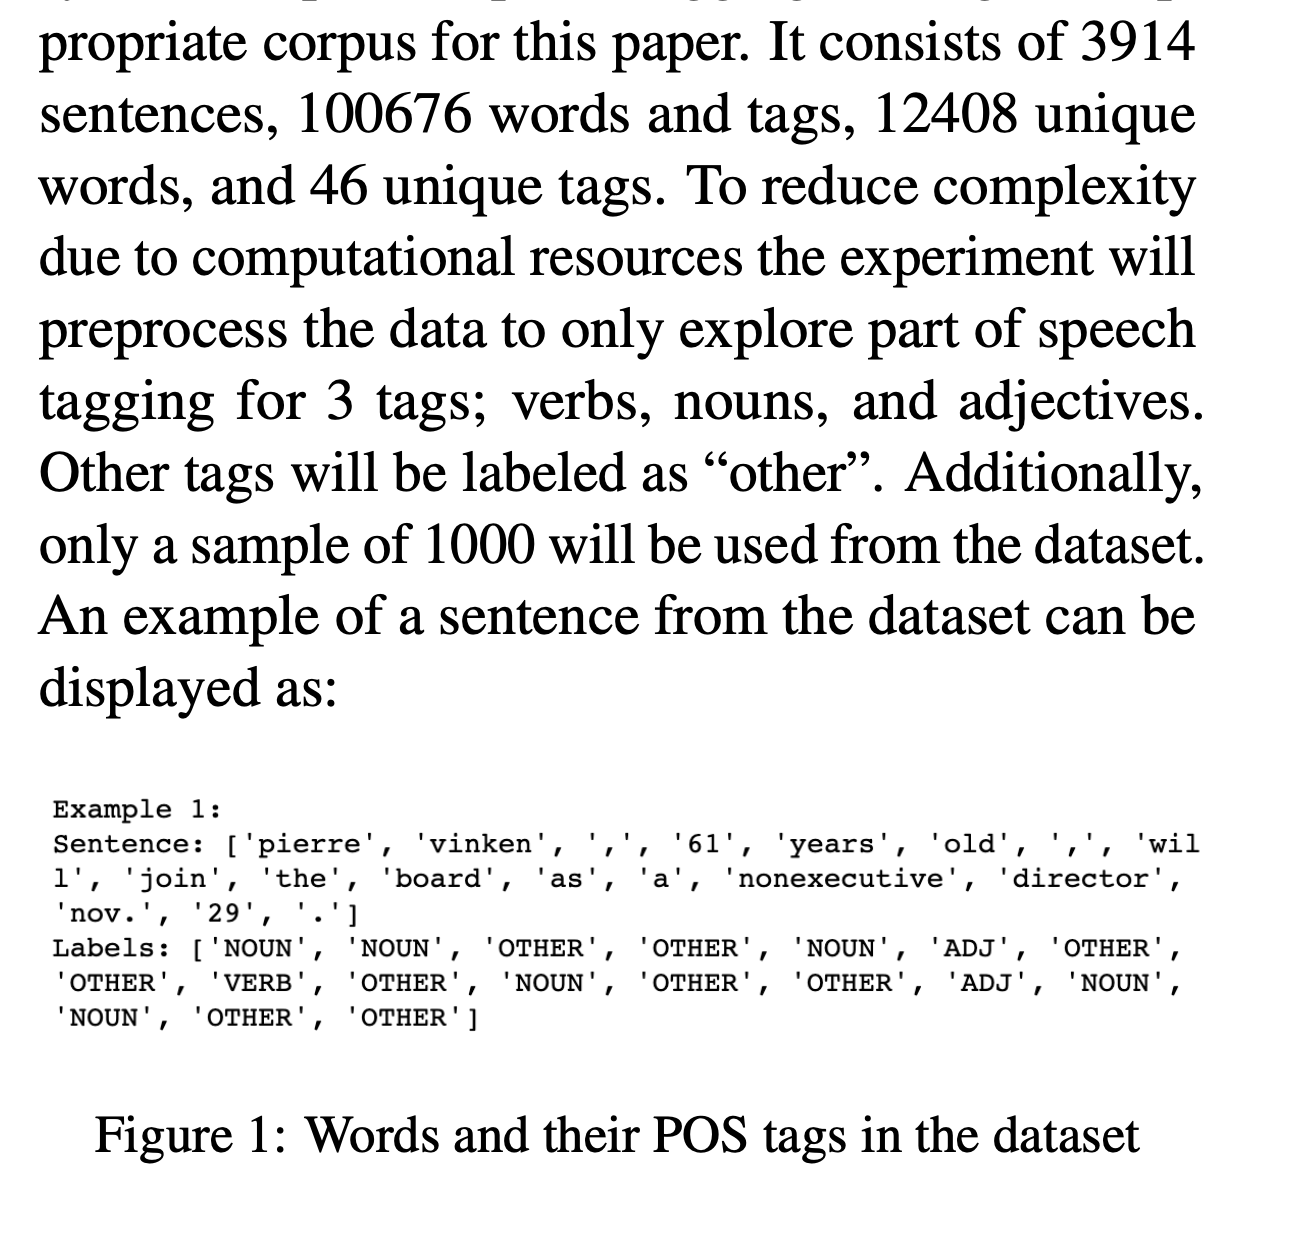 propriate corpus for this paper. It consists of 3914
sentences, 100676 words and tags, 12408 unique
words, and 46 unique tags. To reduce complexity
due to computational resources the experiment will
preprocess the data to only explore part of speech
tagging for 3 tags; verbs, nouns, and adjectives.
Other tags will be labeled as “other”. Additionally,
only a sample of 1000 will be used from the dataset.
An example of a sentence from the dataset can be
displayed as:
Example 1:
Sentence: ['pierre', 'vinken', ',', '61', 'years', 'old', ',', 'wil
l', 'join', 'the', 'board', 'as', 'a', 'nonexecutive', 'director',
'nov.', '29', '.']
Labels: ['NOUN', 'NOUN', 'OTHER', 'OTHER', 'NOUN', 'ADJ', 'OTHER',
'OTHER', 'VERB', 'OTHER', 'NOUN', 'OTHER', 'OTHER', 'ADJ', 'NOUN',
'NOUN', 'OTHER', 'OTHER']
Figure 1: Words and their POS tags in the dataset